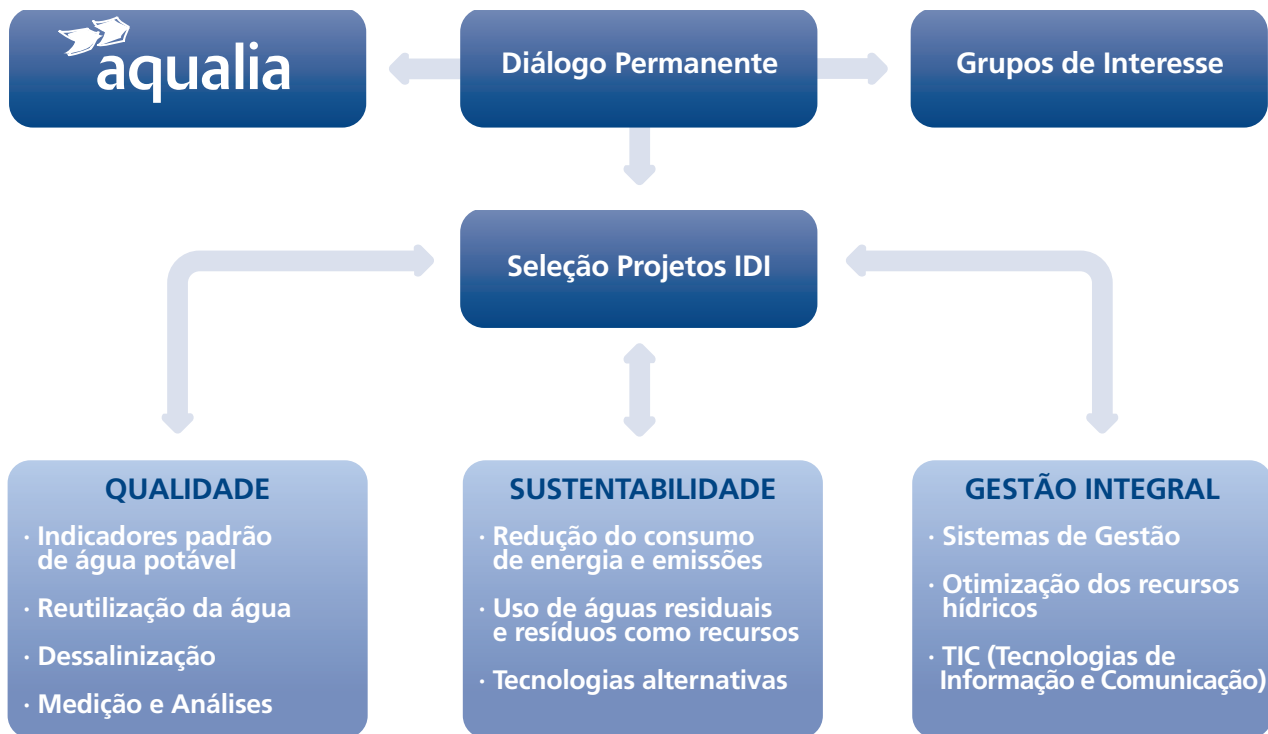 aqualia
Diálogo Permanente
Grupos de Interesse
Seleção Projetos IDI
QUALIDADE
· Indicadores padrão
de água potável
· Reutilização da água
· Dessalinização
· Medição e Análises
SUSTENTABILIDADE
· Redução do consumo
de energia e emissões
· Uso de águas residuais
e resíduos como recursos
· Tecnologias alternativas
GESTÃO INTEGRAL
· Sistemas de Gestão
· Otimização dos recursos
hídricos
· TIC (Tecnologias de
Informação e Comunicação)